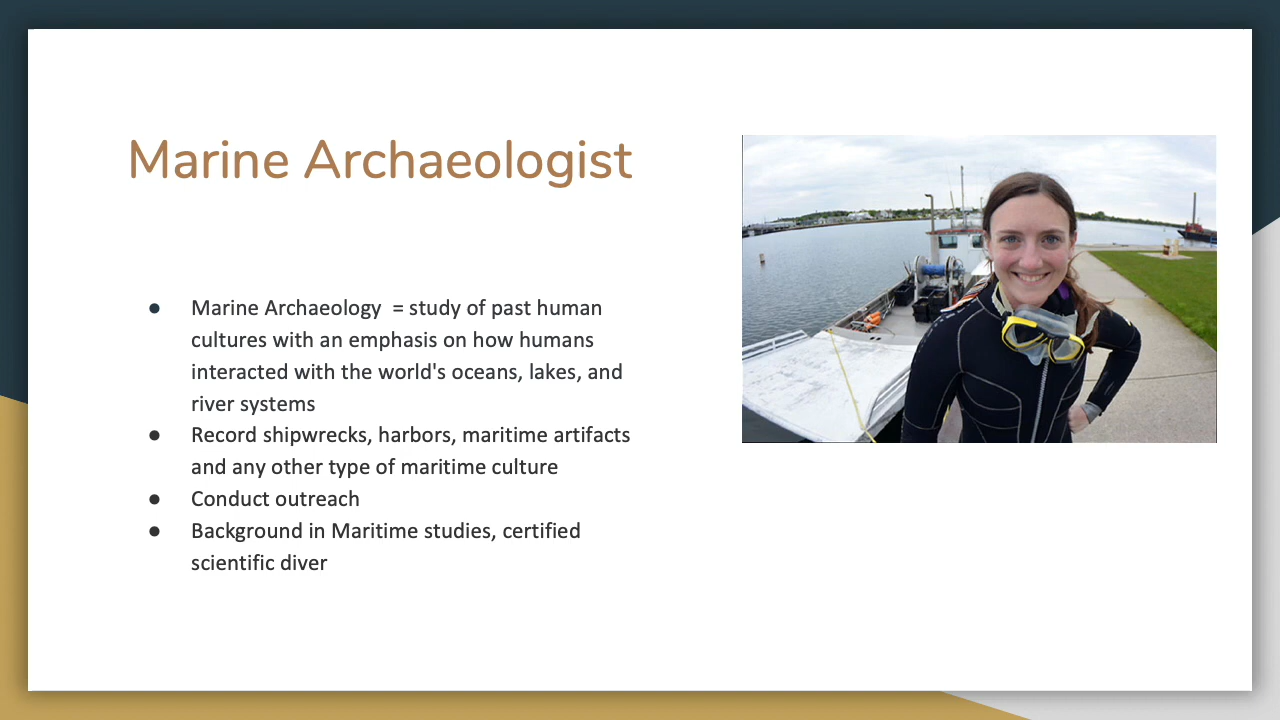 Marine Archaeologist
● Marine Archaeology  = study of past human
cultures with an emphasis on how humans
interacted with the world's oceans, lakes, and
river systems
● Record shipwrecks, harbors, maritime artifacts
and any other type of maritime culture
● Conduct outreach
● Background in Maritime studies, certified
scientific diver